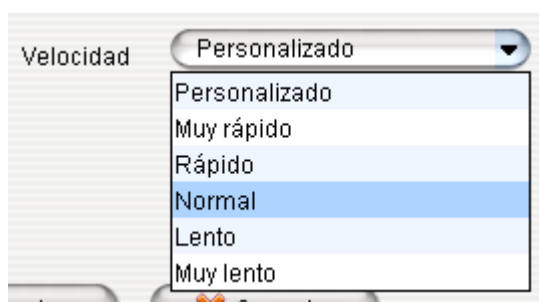 Velocidad Personalizado
Personalizado
Muy rápido
Rápido
Normal
Lento
Muy lento